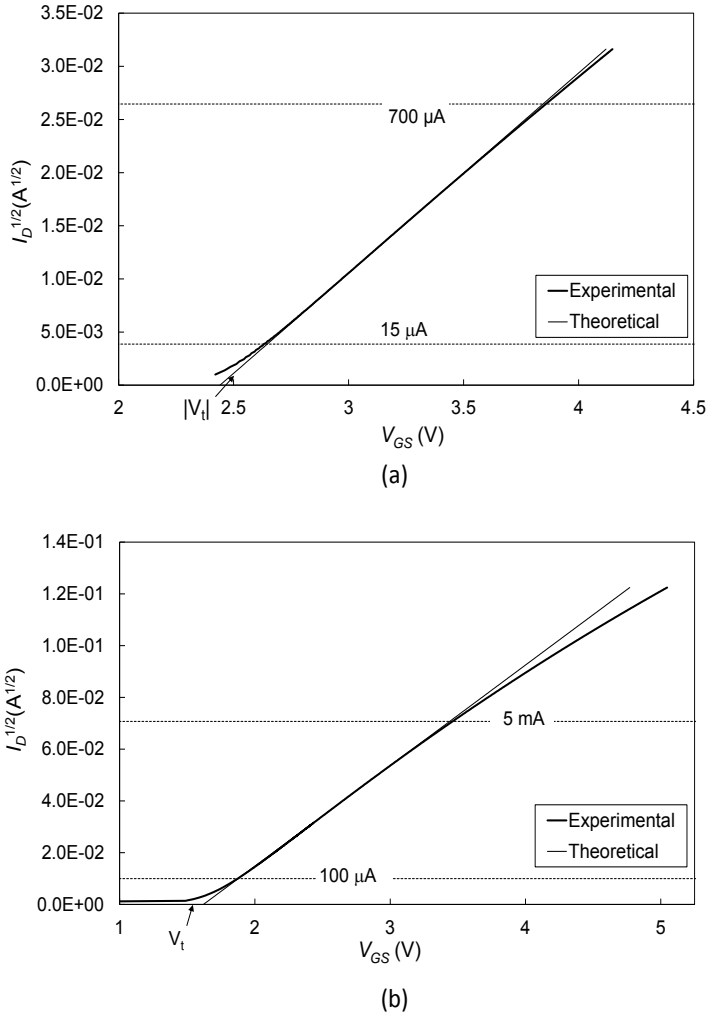 3.5E-02
3.0E-02
2.5E-02
2.0E-02
1.5E-02
1.0E-02
5.0E-03
0.0E+00
I_D^{1/2}(A^{1/2})
700 µA
15 µA
Experimental
Theoretical
|V_t|
2 2.5 3 3.5 4 4.5
V_{GS} (V)
(a)
1.4E-01
1.2E-01
1.0E-01
8.0E-02
6.0E-02
4.0E-02
2.0E-02
0.0E+00
I_D^{1/2}(A^{1/2})
5 mA
100 µA
Experimental
Theoretical
1 2 3 4 5
V_t
V_{GS} (V)
(b)